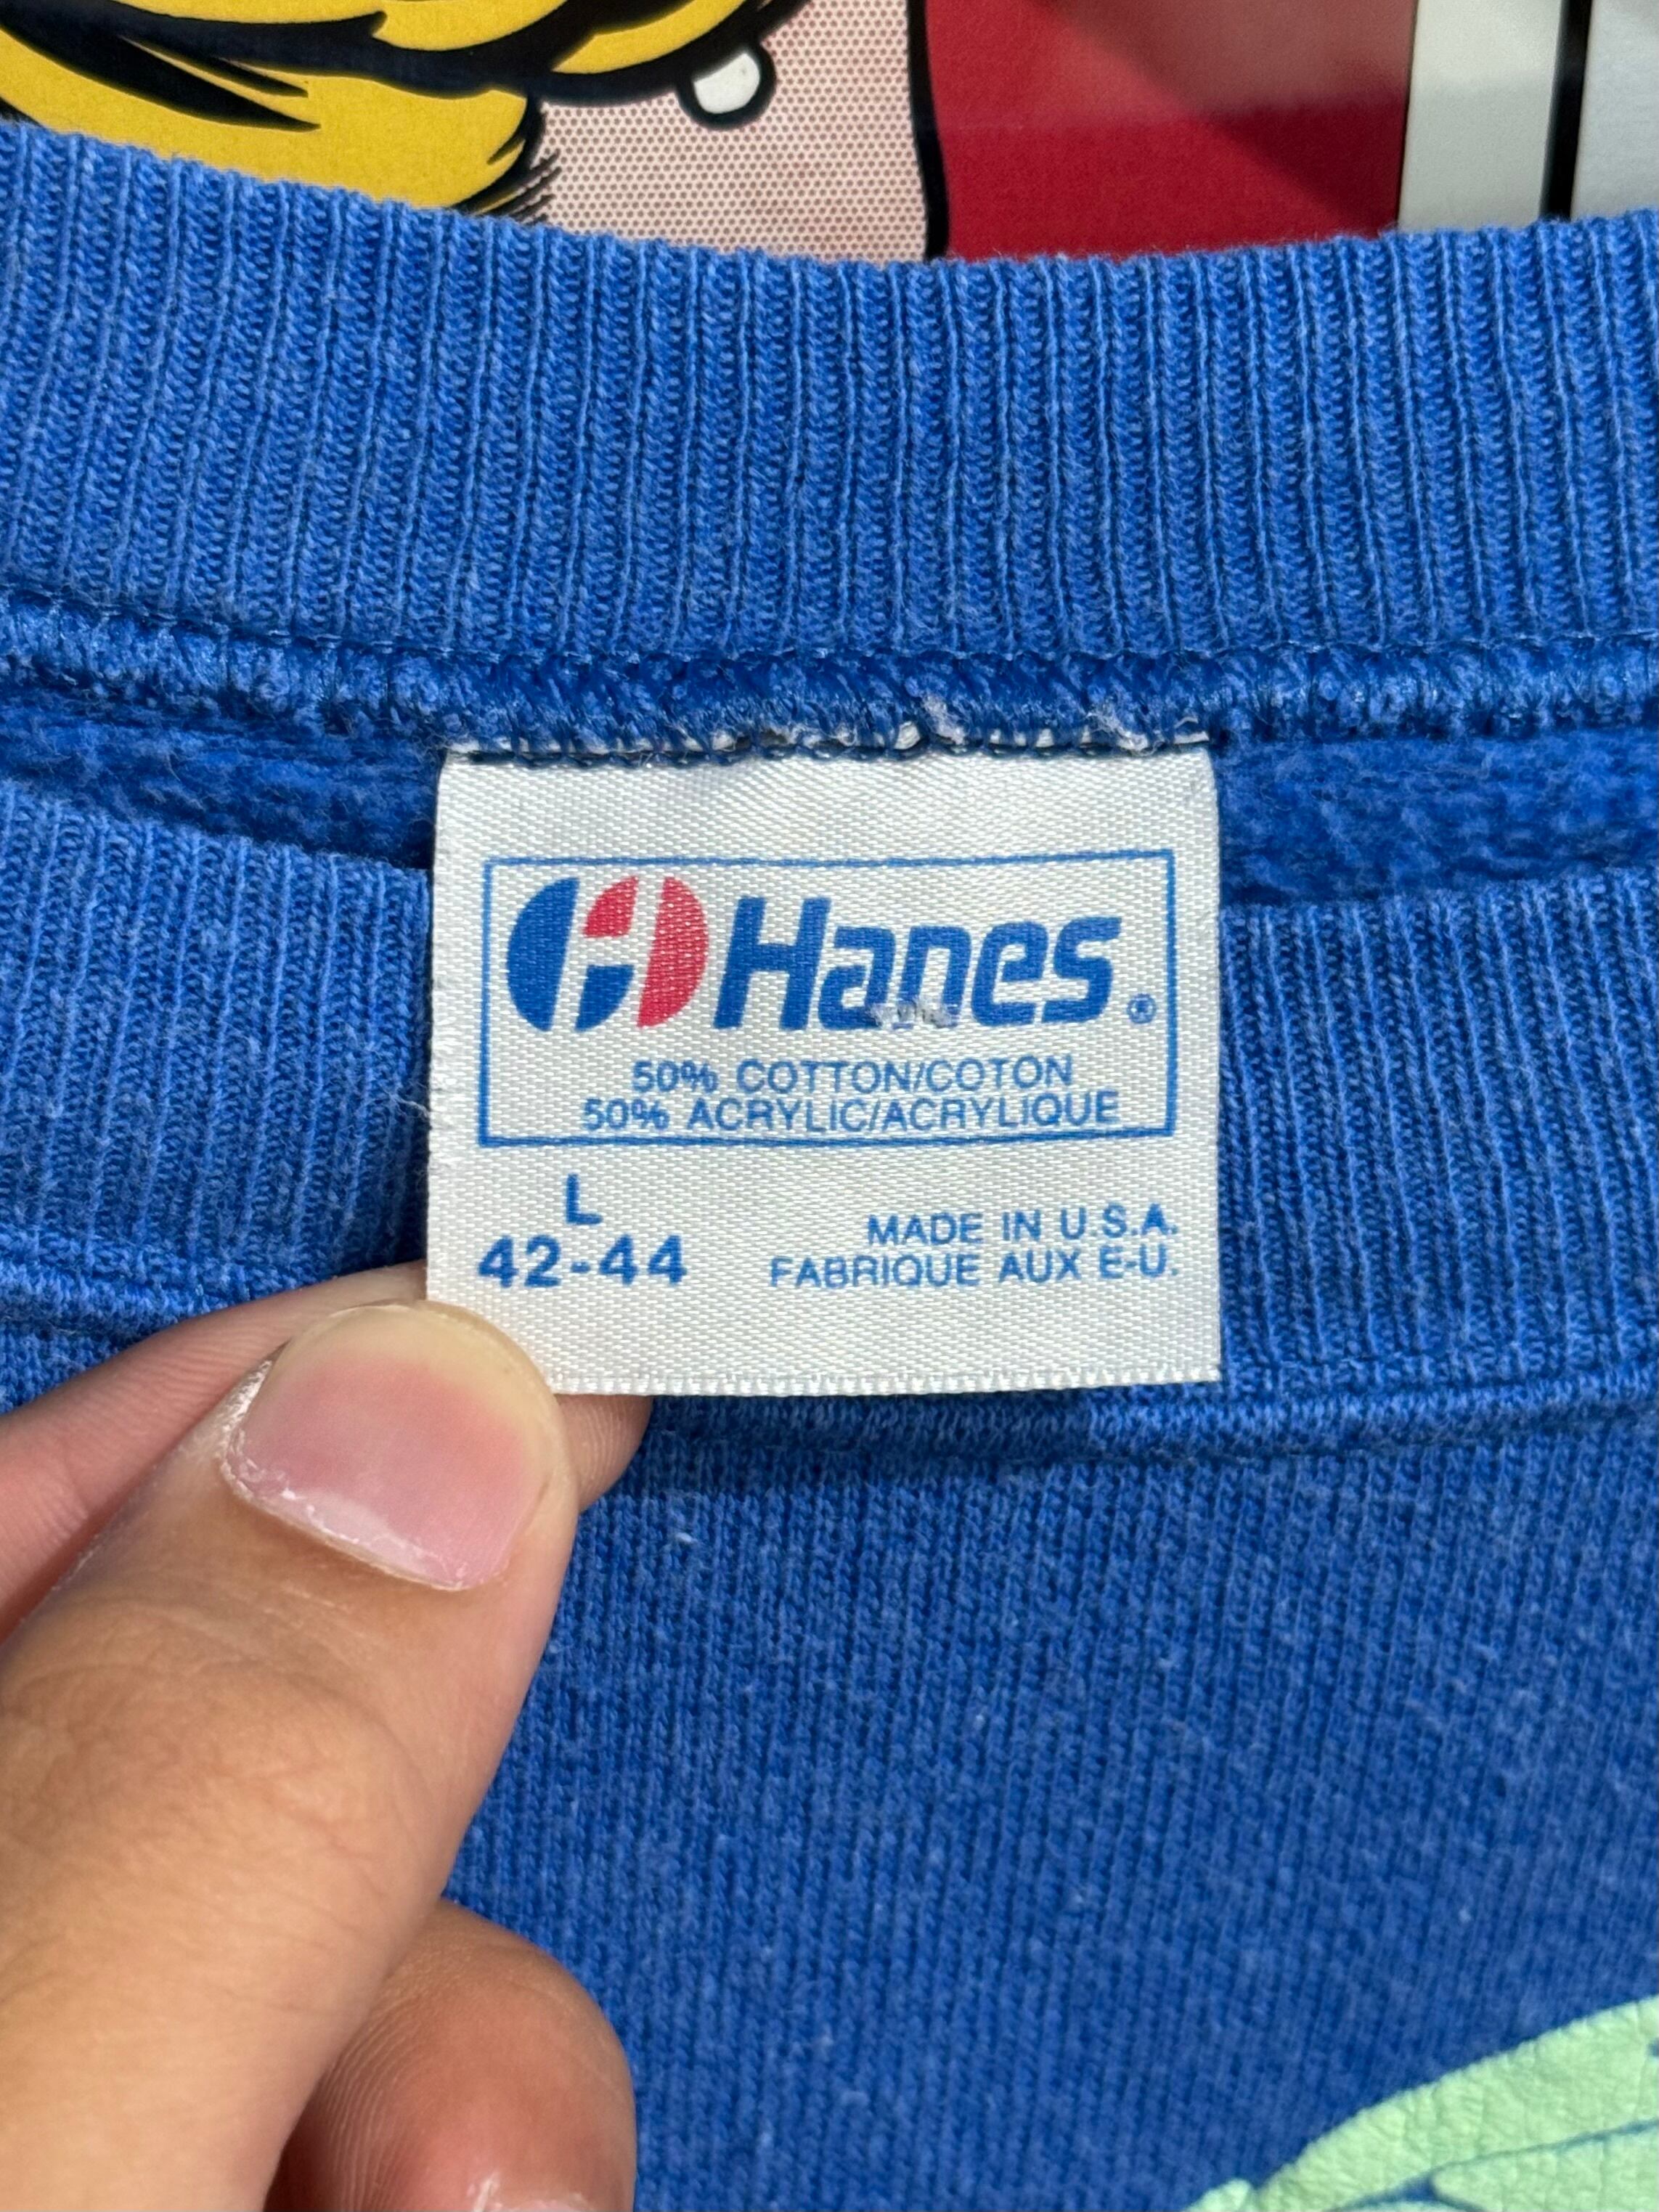 Hanes®
50% COTTON/COTON
50% ACRYLIC/ACRYLIQUE
L
42-44
MADE IN U.S.A.
FABRIQUE AUX E-U.